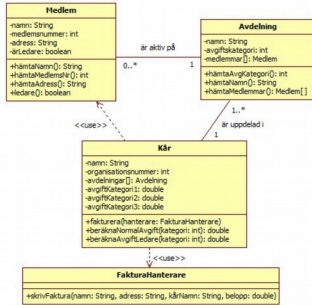 Medlem
-namn: String
-medlemsnummer: int
-adress: String
-ärLedare: boolean
+hämtaNamn(): String
+hämtaMedlemsNr(): int
+hämtaAdress(): String
+ledare(): boolean
är aktiv på
0..*
1
Avdelning
-namn: String
-avgiftskategori: int
-medlemmar[]: Medlem
+hämtaAvgKategori(): int
+hämtaNamn(): String
+hämtaMedlemmar(): Medlem[]
1..*
är uppdelad i
1
<<use>>
Kår
-namn: String
-organisationsnummer: int
-avdelningar[]: Avdelning
-avgiftKategori1: double
-avgiftKategori2: double
-avgiftKategori3: double
+fakturera(hanterare: FakturaHanterare)
+beräknaNormalAvgift(kategori: int): double
+beräknaAvgiftLedare(kategori: int): double
<<use>>
FakturaHanterare
+skrivFaktura(namn: String, adress: String, kårNamn: String, belopp: double)